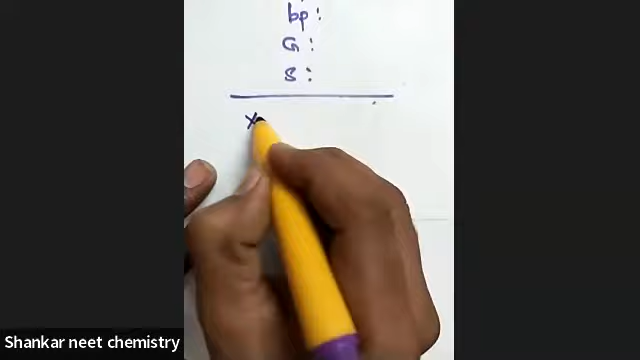 bp :
G :
S :
x
Shankar neet chemistry